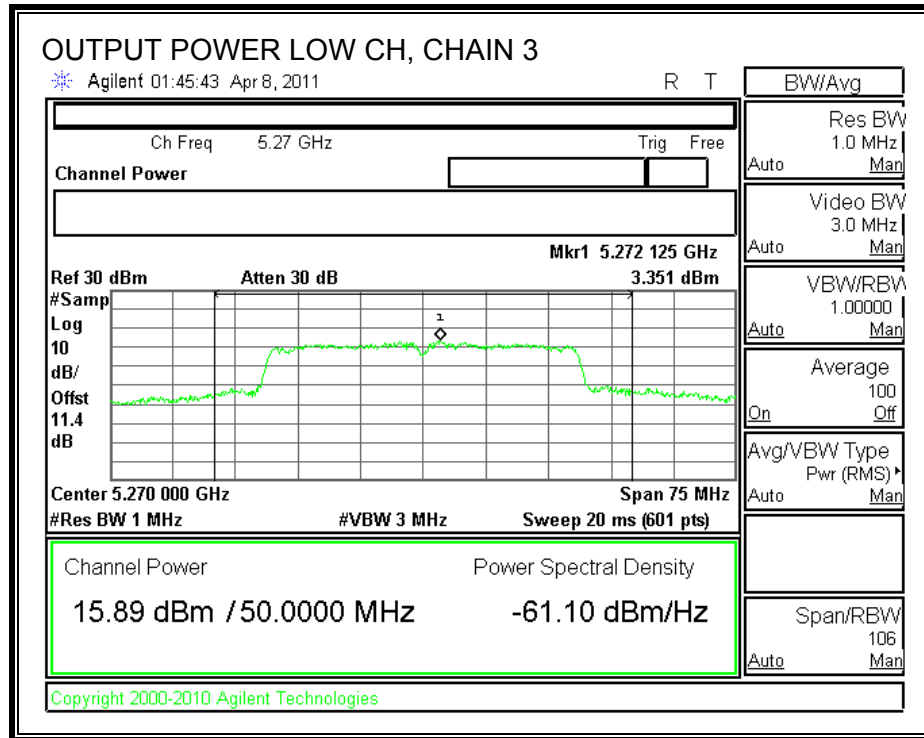 OUTPUT POWER LOW CH, CHAIN 3
Agilent 01:45:43 Apr 8, 2011 R T
Ch Freq 5.27 GHz Trig Free
Channel Power
Mkr1 5.272 125 GHz
Ref 30 dBm Atten 30 dB 3.351 dBm
#Samp
Log
10
dB/
Offst
11.4
dB
1
Center 5.270 000 GHz Span 75 MHz
#Res BW 1 MHz #VBW 3 MHz Sweep 20 ms (601 pts)
Channel Power Power Spectral Density
15.89 dBm / 50.0000 MHz -61.10 dBm/Hz
Copyright 2000-2010 Agilent Technologies
BW/Avg
Res BW
1.0 MHz
Auto Man
Video BW
3.0 MHz
Auto Man
VBW/RBW
1.00000
Auto Man
Average
100
On Off
Avg/VBW Type
Pwr (RMS)
Auto Man
Span/RBW
106
Auto Man